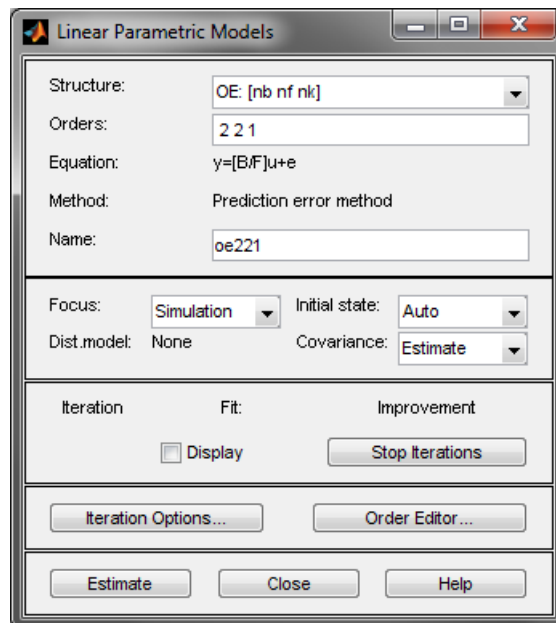 Linear Parametric Models
Structure: OE: [nb nf nk]
Orders: 2 2 1
Equation: y=[B/F]u+e
Method: Prediction error method
Name: oe221
Focus: Simulation Initial state: Auto
Dist.model: None Covariance: Estimate
Iteration Fit: Improvement
Display Stop Iterations
Iteration Options... Order Editor...
Estimate Close Help